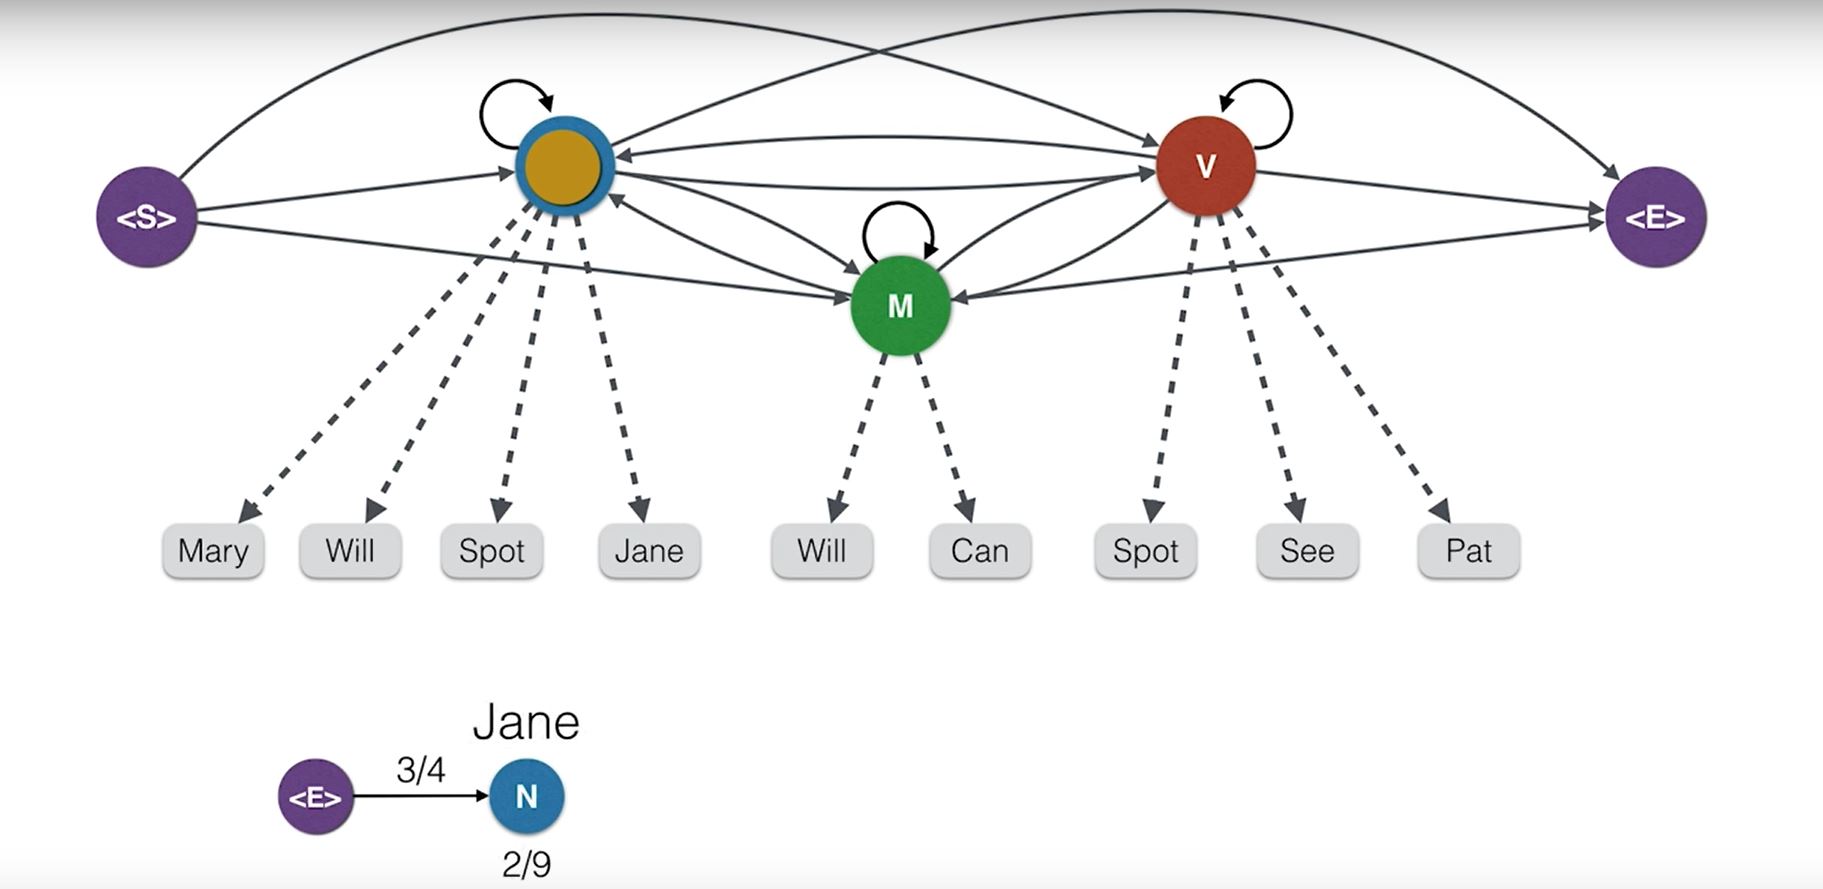 <S>
V
<E>
M
Mary Will Spot Jane Will Can Spot See Pat
Jane
3/4
<E> N
2/9